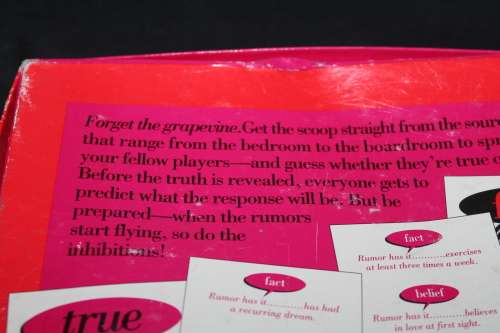 Forget the grapevine. Get the scoop straight from the sour
that range from the bedroom to the boardroom to sp
your fellow players—and guess whether they're true o
Before the truth is revealed, everyone gets to
predict what the response will be. But be
prepared—when the rumors
start flying, so do the
inhibitions!
fact
Rumor has it...........exercises
at least three times a week.
belief
Rumor has it...........believes
in love at first sight.
fact
Rumor has it...........has had
a recurring dream.
true